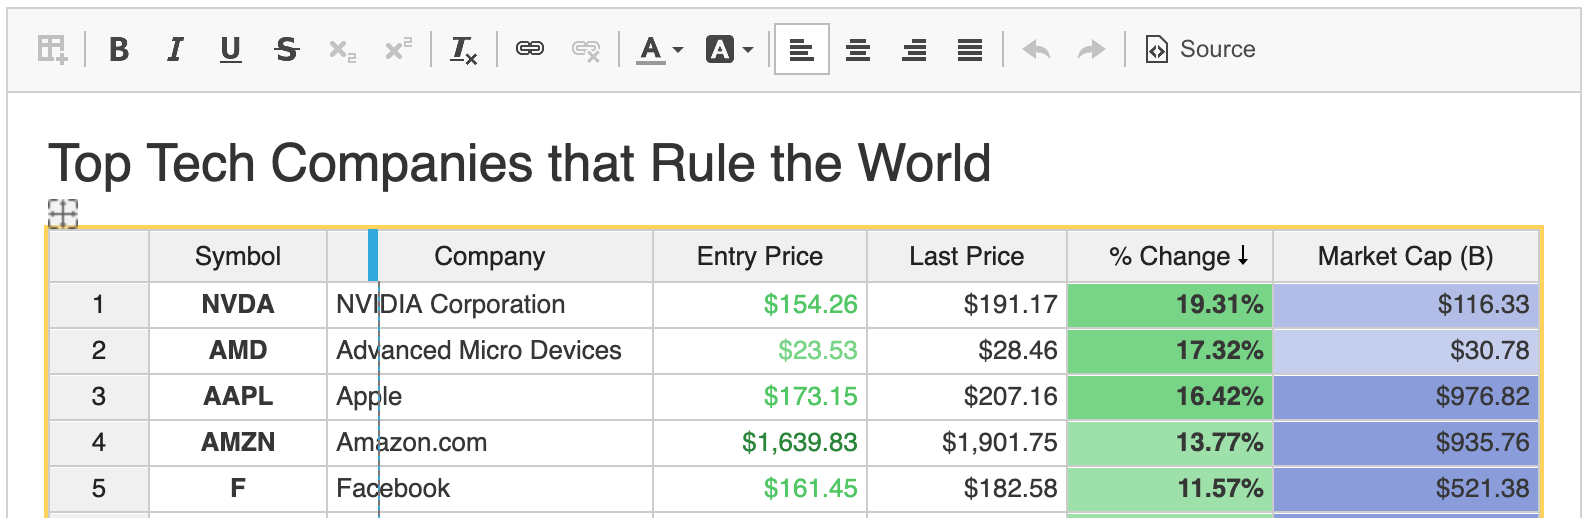 B I U S x₂ x² Tx A A Source
Top Tech Companies that Rule the World
Symbol Company Entry Price Last Price % Change ↓ Market Cap (B)
1 NVDA NVIDIA Corporation $154.26 $191.17 19.31% $116.33
2 AMD Advanced Micro Devices $23.53 $28.46 17.32% $30.78
3 AAPL Apple $173.15 $207.16 16.42% $976.82
4 AMZN Amazon.com $1,639.83 $1,901.75 13.77% $935.76
5 F Facebook $161.45 $182.58 11.57% $521.38